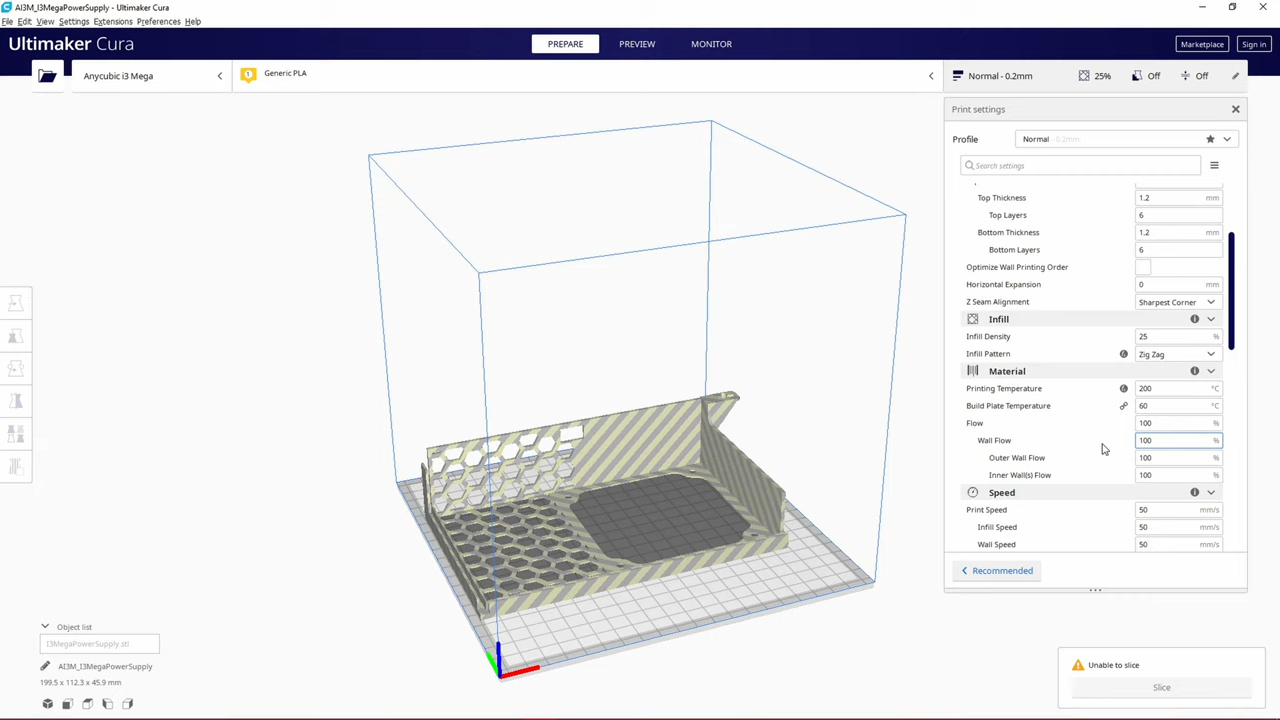 AI3M_I3MegaPowerSupply - Ultimaker Cura
File Edit View Settings Extensions Preferences Help
Ultimaker Cura
PREPARE PREVIEW MONITOR
Marketplace Sign in
Anycubic i3 Mega
1 Generic PLA
Normal - 0.2mm 25% Off Off
Print settings
Profile Normal - 0.2mm
Search settings
Top Thickness 1.2 mm
Top Layers 6
Bottom Thickness 1.2 mm
Bottom Layers 6
Optimize Wall Printing Order
Horizontal Expansion 0 mm
Z Seam Alignment Sharpest Corner
Infill
Infill Density 25 %
Infill Pattern Zig Zag
Material
Printing Temperature 200 °C
Build Plate Temperature 60 °C
Flow 100 %
Wall Flow 100 %
Outer Wall Flow 100 %
Inner Wall(s) Flow 100 %
Speed
Print Speed 50 mm/s
Infill Speed 50 mm/s
Wall Speed 50 mm/s
Recommended
Object list
I3MegaPowerSupply.stl
AI3M_I3MegaPowerSupply
199.5 x 112.3 x 45.9 mm
Unable to slice
Slice